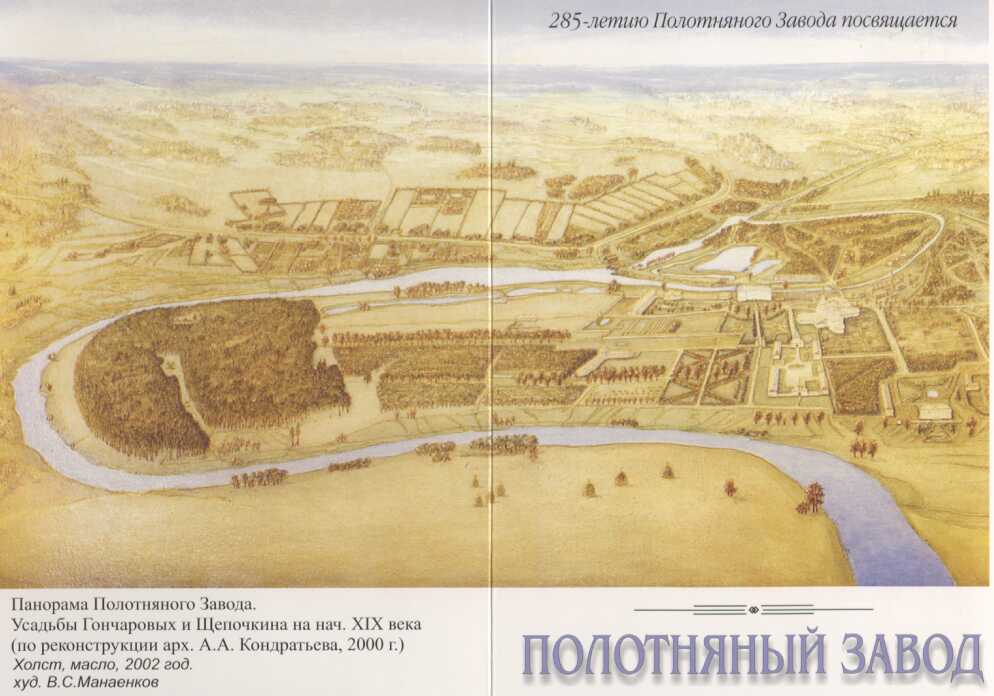 285-летию Полотняного Завода посвящается
Панорама Полотняного Завода.
Усадьбы Гончаровых и Щепочкина на нач. XIX века
(по реконструкции арх. А.А. Кондратьева, 2000 г.)
Холст, масло, 2002 год.
худ. В.С.Манаенков
ПОЛОТНЯНЫЙ ЗАВОД